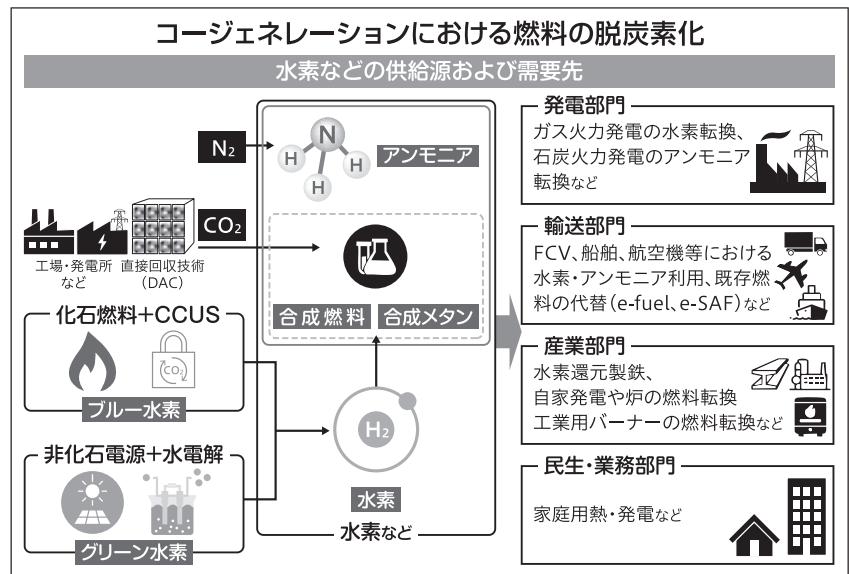 コージェネレーションにおける燃料の脱炭素化
水素などの供給源および需要先
N₂
H
N
H
H
アンモニア
工場・発電所
など
直接回収技術
(DAC)
CO₂
合成燃料
合成メタン
化石燃料+CCUS
CO₂
ブルー水素
非化石電源+水電解
グリーン水素
H₂
水素
水素など
発電部門
ガス火力発電の水素転換、
石炭火力発電のアンモニア
転換など
輸送部門
FCV、船舶、航空機等における
水素・アンモニア利用、既存燃
料の代替(e-fuel、e-SAF)など
産業部門
水素還元製鉄、
自家発電や炉の燃料転換
工業用バーナーの燃料転換など
民生・業務部門
家庭用熱・発電など